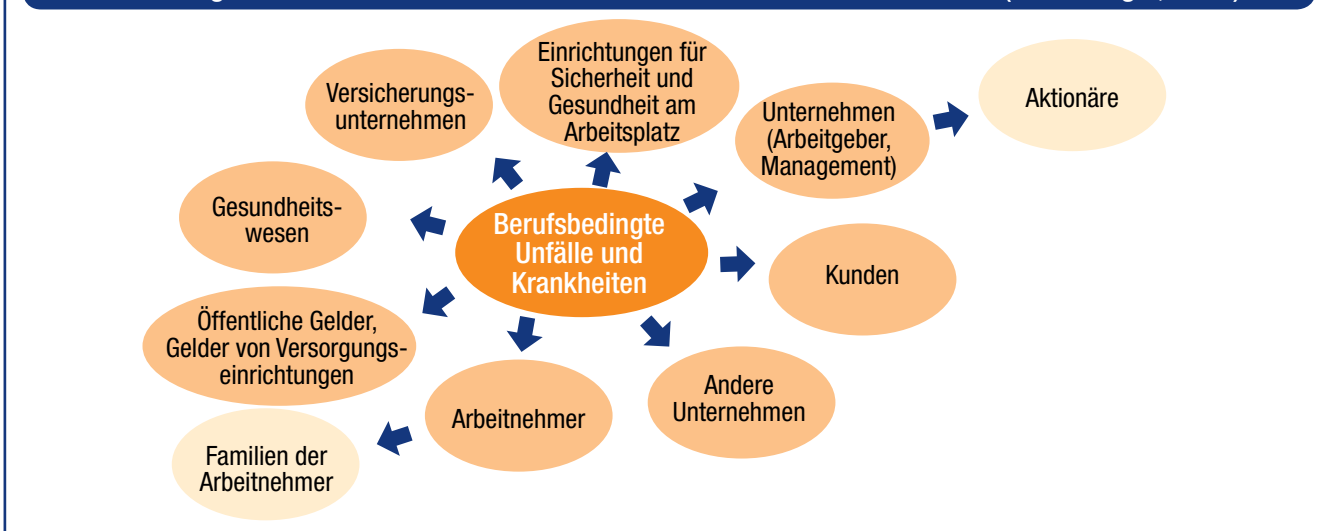 Einrichtungen für
Sicherheit und
Gesundheit am
Arbeitsplatz
Versicherungs-
unternehmen
Unternehmen
(Arbeitgeber,
Management)
Aktionäre
Gesundheits-
wesen
Berufsbedingte
Unfälle und
Krankheiten
Kunden
Öffentliche Gelder,
Gelder von Versorgungs-
einrichtungen
Arbeitnehmer
Andere
Unternehmen
Familien der
Arbeitnehmer